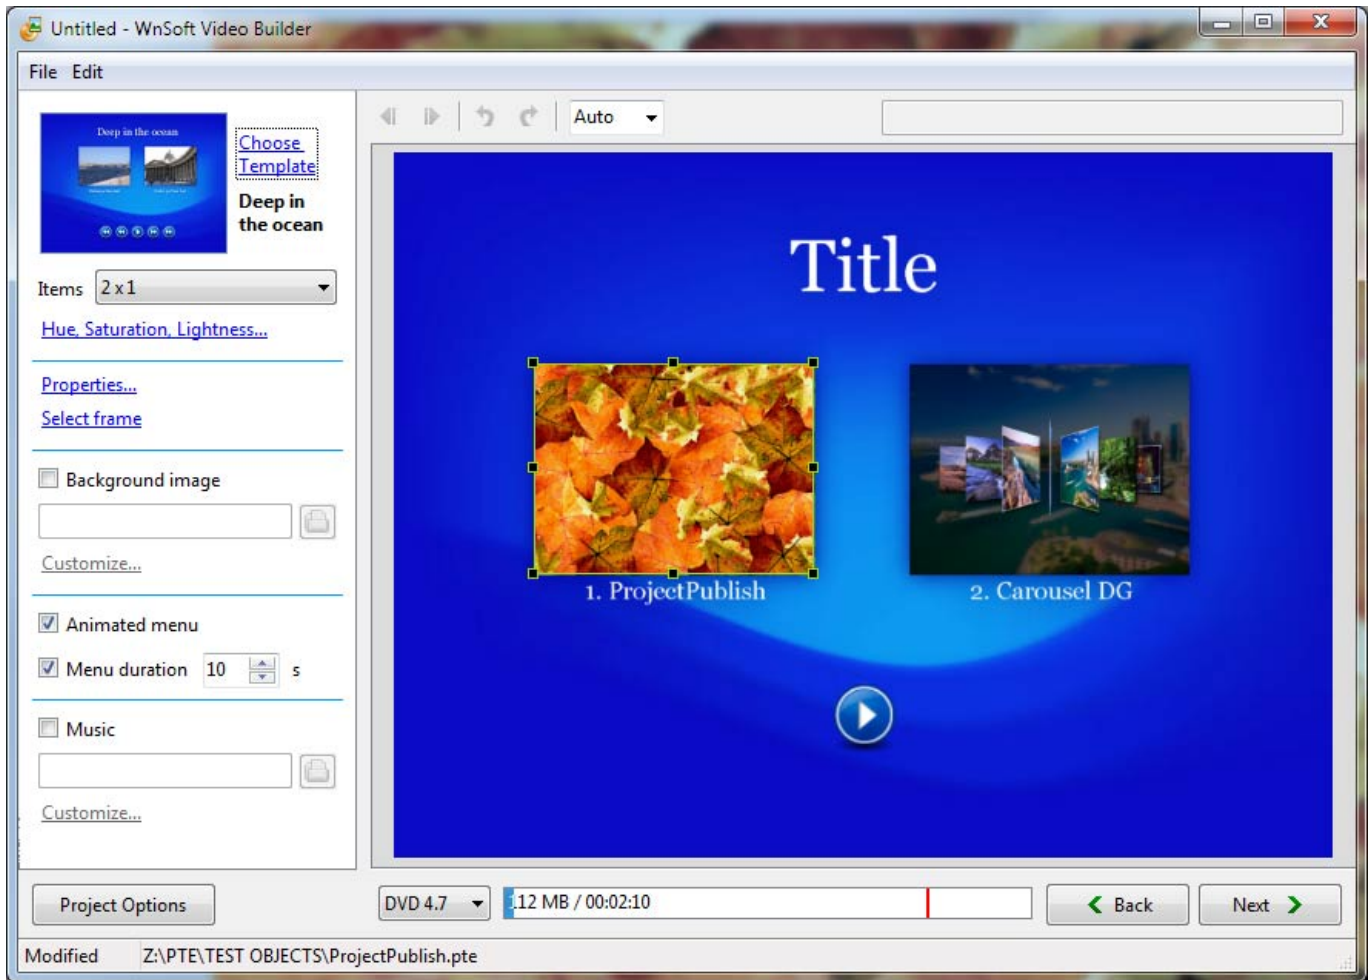 Untitled - WnSoft Video Builder
File Edit
Deep in the ocean
Choose
Template
Deep in
the ocean
Auto
Items 2 x 1
Hue, Saturation, Lightness...
Properties...
Select frame
Background image
Customize...
Animated menu
Menu duration 10 s
Music
Customize...
Title
1. ProjectPublish
2. Carousel DG
Project Options
DVD 4.7
112 MB / 00:02:10
Back
Next
Modified Z:\PTE\TEST OBJECTS\ProjectPublish.pte